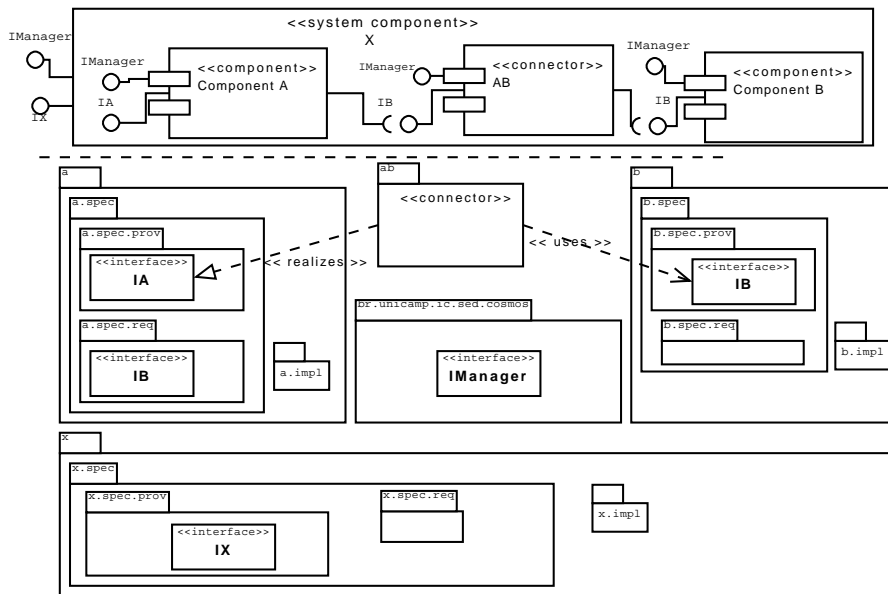 <<system component>>
X
IManager
IManager
<<component>>
Component A
IManager
<<connector>>
AB
IManager
<<component>>
Component B
IX
IA
IB
IB
a
ab
b
<<connector>>
a.spec
b.spec
a.spec.prov
b.spec.prov
<<interface>>
IA
<< realizes >>
<< uses >>
<<interface>>
IB
br.unicamp.ic.sed.cosmos
a.spec.req
b.spec.req
<<interface>>
IB
a.impl
<<interface>>
IManager
b.impl
x
x.spec
x.spec.prov
x.spec.req
x.impl
<<interface>>
IX